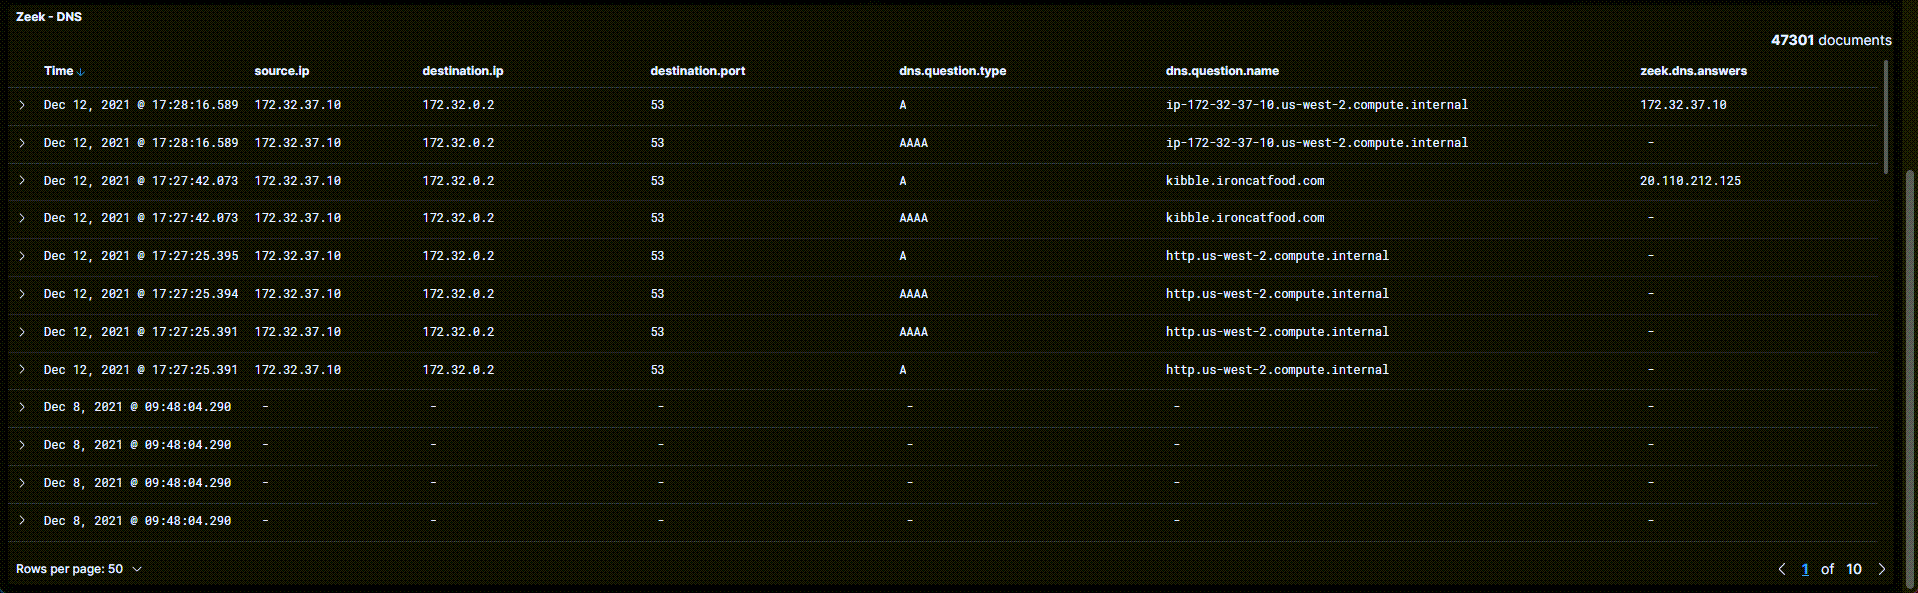 Zeek - DNS
47301 documents
Time source.ip destination.ip destination.port dns.question.type dns.question.name zeek.dns.answers
Dec 12, 2021 @ 17:28:16.589 172.32.37.10 172.32.0.2 53 A ip-172-32-37-10.us-west-2.compute.internal 172.32.37.10
Dec 12, 2021 @ 17:28:16.589 172.32.37.10 172.32.0.2 53 AAAA ip-172-32-37-10.us-west-2.compute.internal -
Dec 12, 2021 @ 17:27:42.073 172.32.37.10 172.32.0.2 53 A kibble.ironcatfood.com 20.110.212.125
Dec 12, 2021 @ 17:27:42.073 172.32.37.10 172.32.0.2 53 AAAA kibble.ironcatfood.com -
Dec 12, 2021 @ 17:27:25.395 172.32.37.10 172.32.0.2 53 A http.us-west-2.compute.internal -
Dec 12, 2021 @ 17:27:25.394 172.32.37.10 172.32.0.2 53 AAAA http.us-west-2.compute.internal -
Dec 12, 2021 @ 17:27:25.391 172.32.37.10 172.32.0.2 53 AAAA http.us-west-2.compute.internal -
Dec 12, 2021 @ 17:27:25.391 172.32.37.10 172.32.0.2 53 A http.us-west-2.compute.internal -
Dec 8, 2021 @ 09:48:04.290 - - - - - -
Dec 8, 2021 @ 09:48:04.290 - - - - - -
Dec 8, 2021 @ 09:48:04.290 - - - - - -
Dec 8, 2021 @ 09:48:04.290 - - - - - -
Rows per page: 50 1 of 10